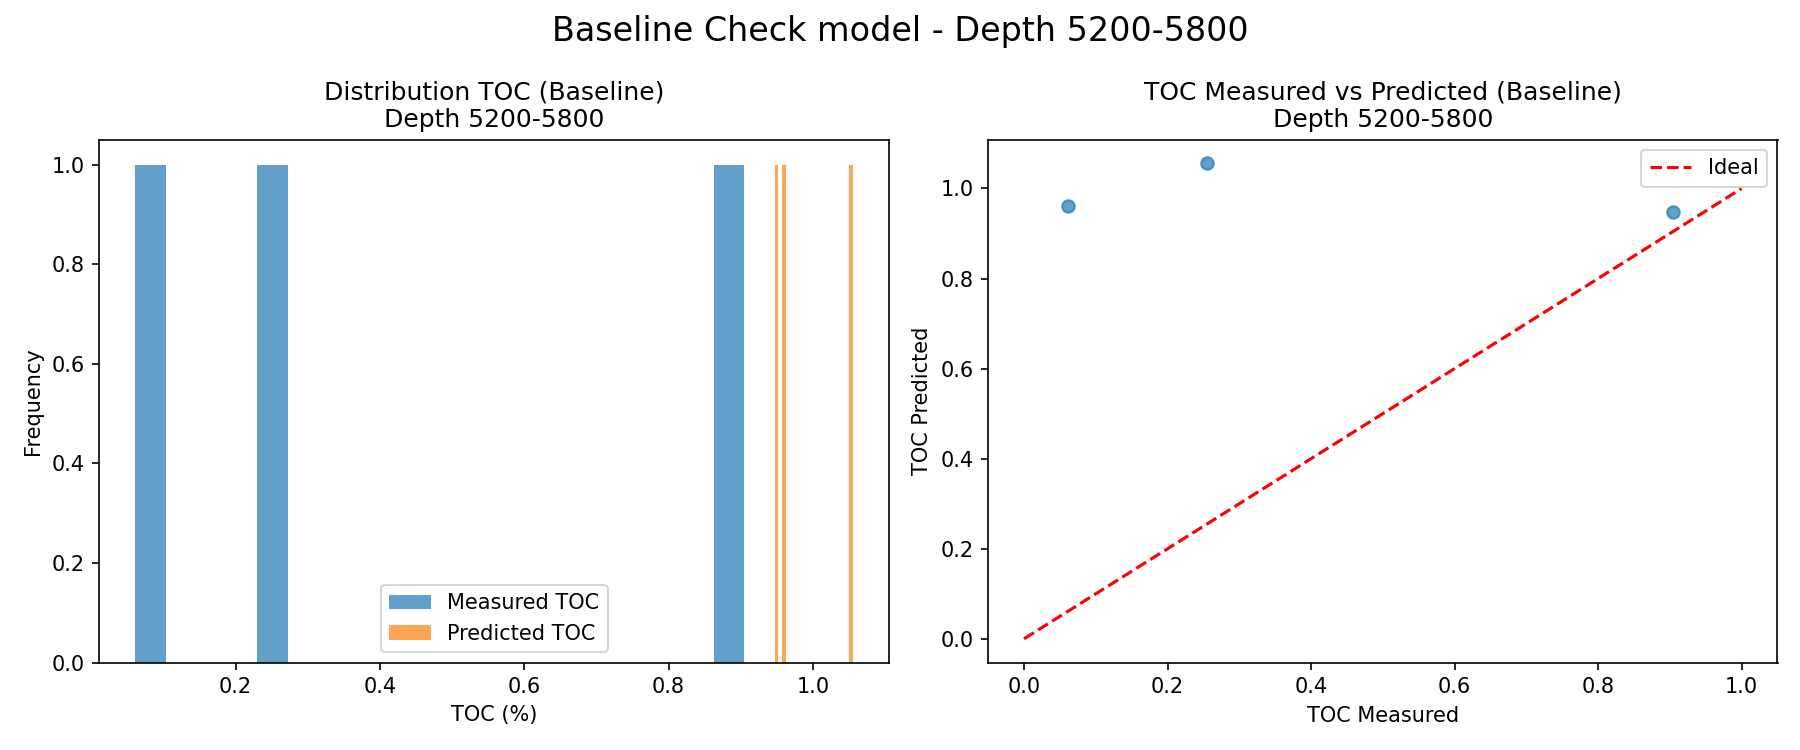 Baseline Check model - Depth 5200-5800
Distribution TOC (Baseline)
Depth 5200-5800
1.0
0.8
0.6
0.4
0.2
0.0
Frequency
Measured TOC
Predicted TOC
0.2
0.4
0.6
0.8
1.0
TOC (%)
TOC Measured vs Predicted (Baseline)
Depth 5200-5800
Ideal
1.0
0.8
0.6
0.4
0.2
0.0
TOC Predicted
0.0
0.2
0.4
0.6
0.8
1.0
TOC Measured